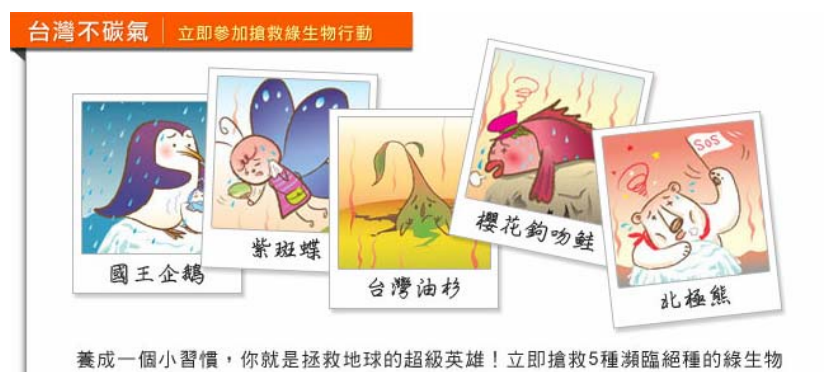 台灣不碳氣 立即參加搶救綠生物行動
SOS
國王企鵝
紫斑蝶
台灣油杉
櫻花鉤吻鮭
北極熊
養成一個小習慣，你就是拯救地球的超級英雄！立即搶救5種瀕臨絕種的綠生物